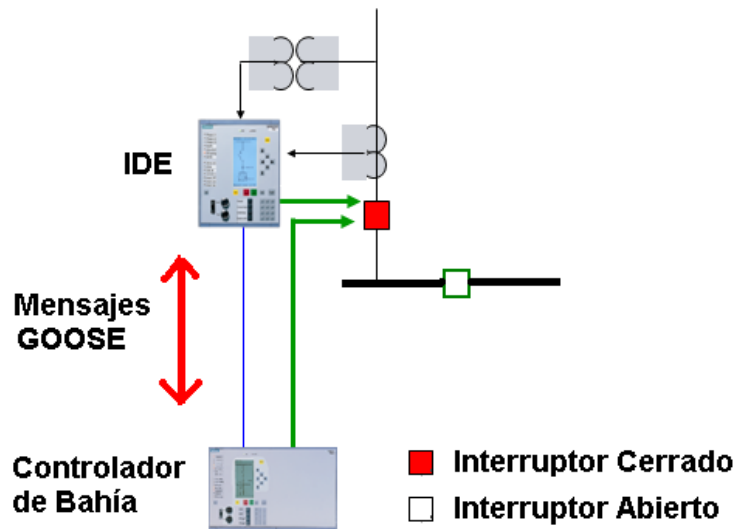 IDE
Mensajes
GOOSE
Controlador
de Bahía
Interruptor Cerrado
Interruptor Abierto